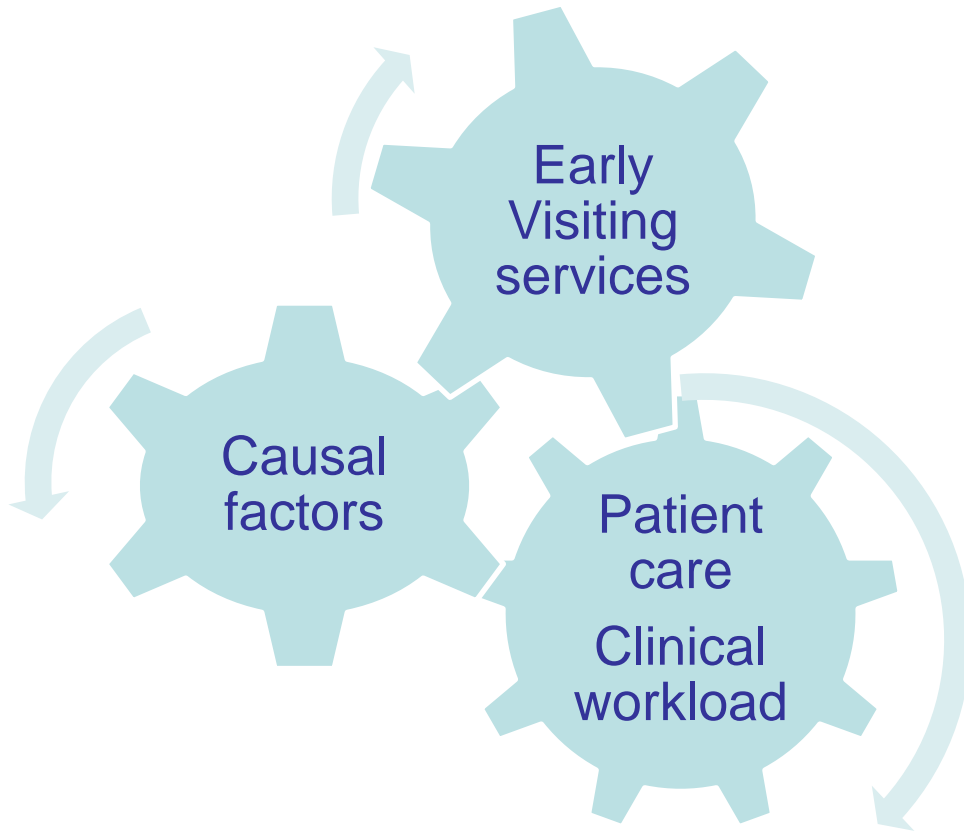 Early
Visiting
services
Causal
factors
Patient
care
Clinical
workload